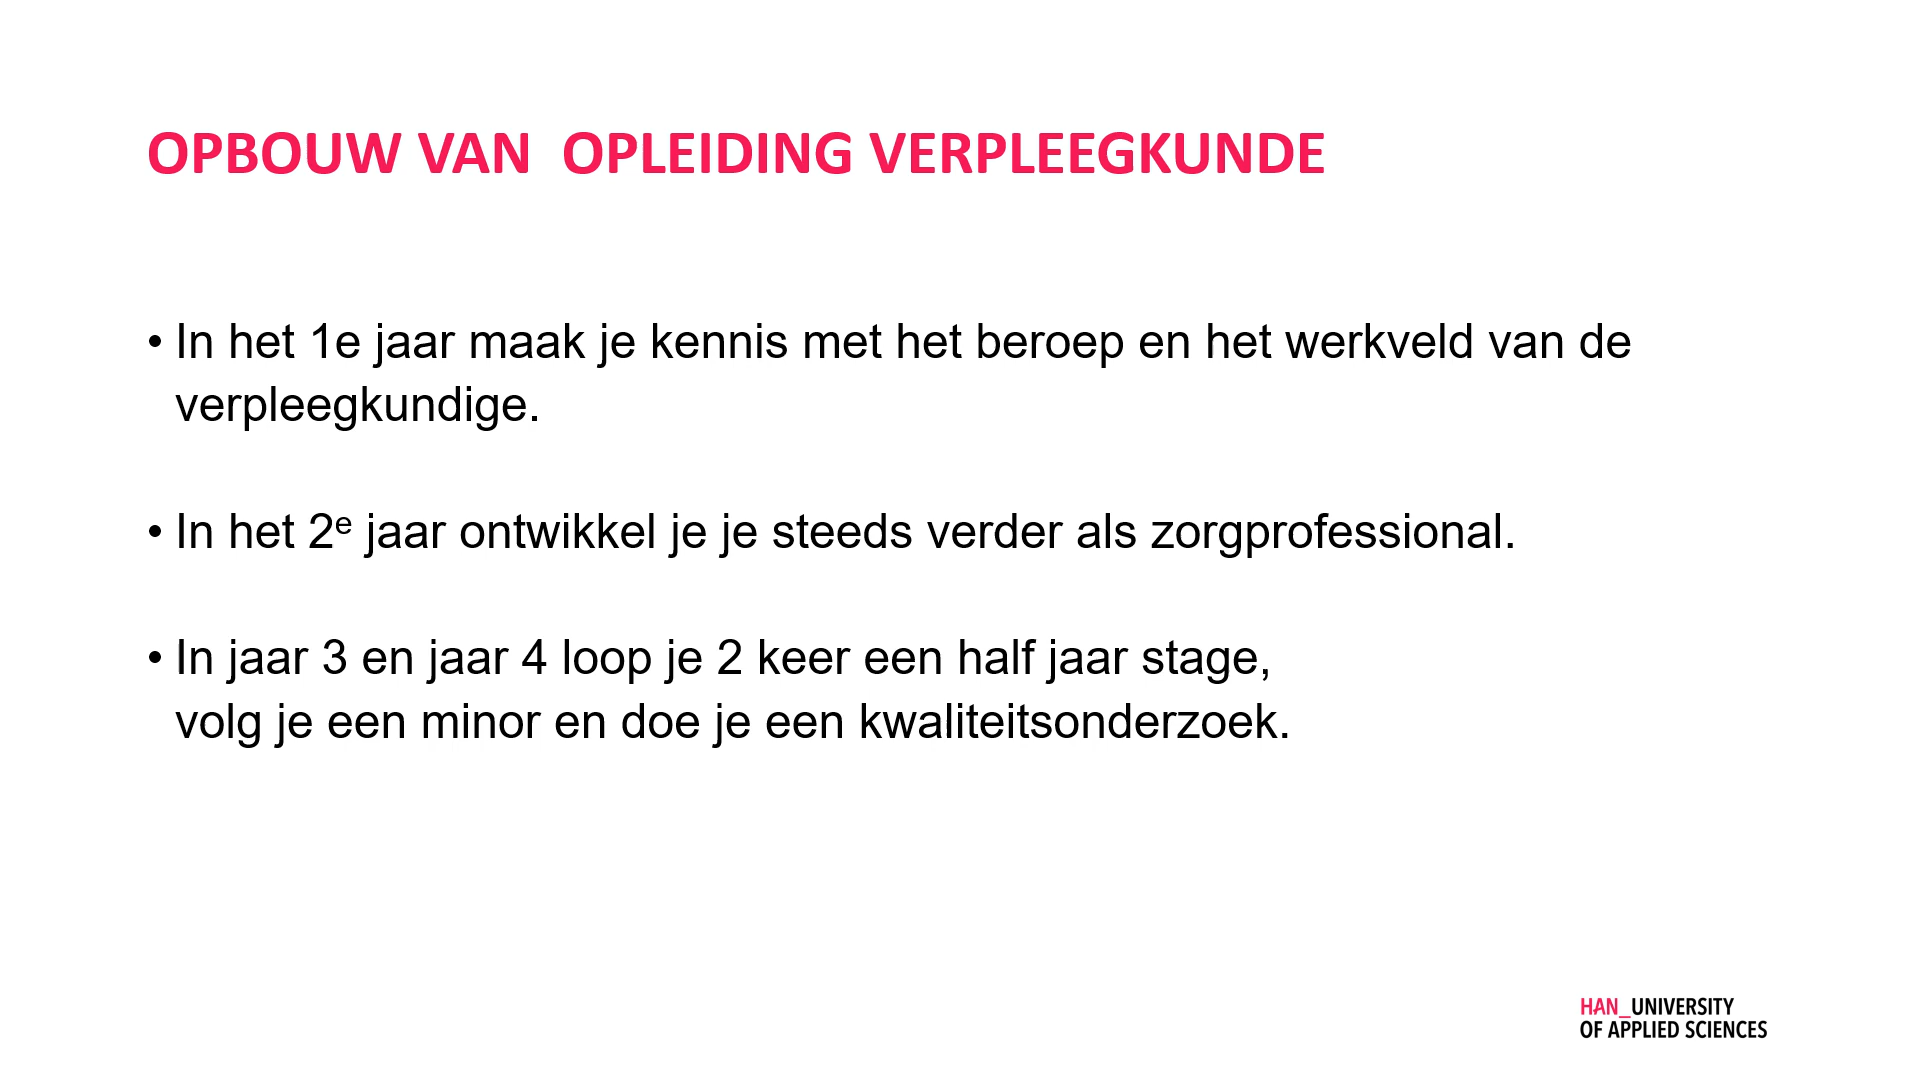 OPBOUW VAN  OPLEIDING VERPLEEGKUNDE
• In het 1e jaar maak je kennis met het beroep en het werkveld van de
verpleegkundige.
• In het 2e jaar ontwikkel je je steeds verder als zorgprofessional.
• In jaar 3 en jaar 4 loop je 2 keer een half jaar stage,
volg je een minor en doe je een kwaliteitsonderzoek.
HAN_UNIVERSITY
OF APPLIED SCIENCES